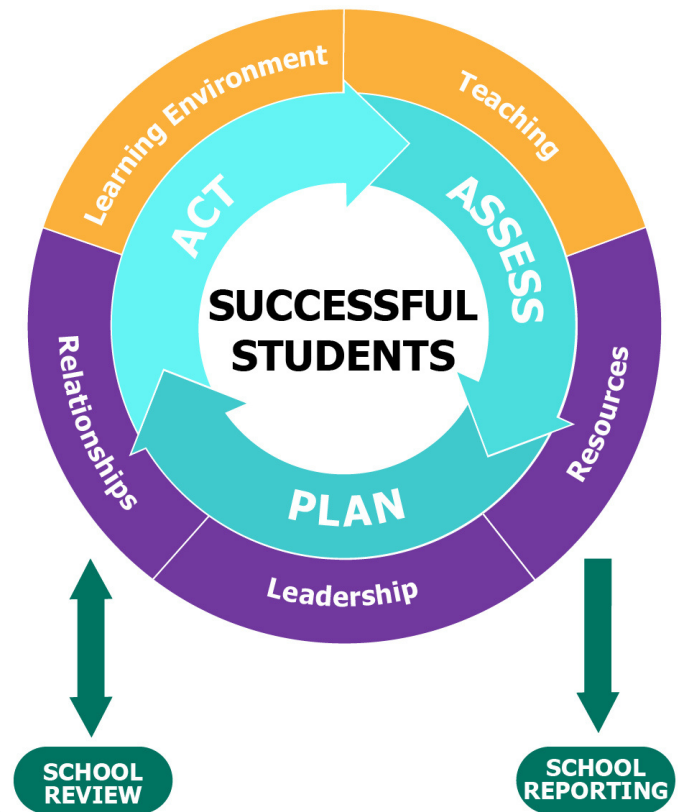 Learning Environment
Teaching
ACT
ASSESS
SUCCESSFUL
STUDENTS
Relationships
Resources
PLAN
Leadership
SCHOOL
REVIEW
SCHOOL
REPORTING